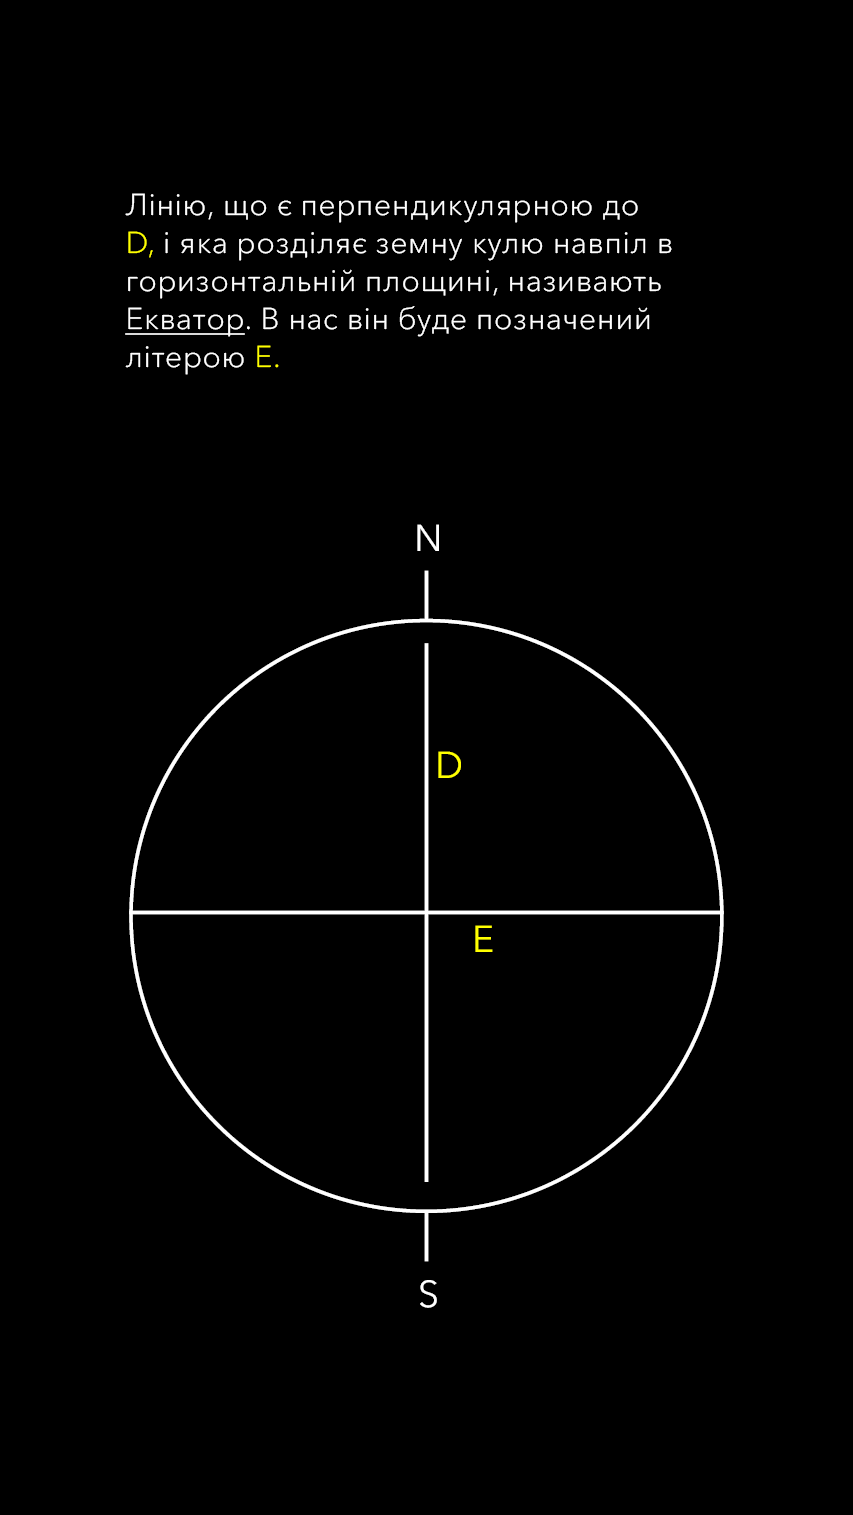 Лінію, що є перпендикулярною до
D, і яка розділяє земну кулю навпіл в
горизонтальній площині, називають
Екватор. В нас він буде позначений
літерою E.
N
D
E
S